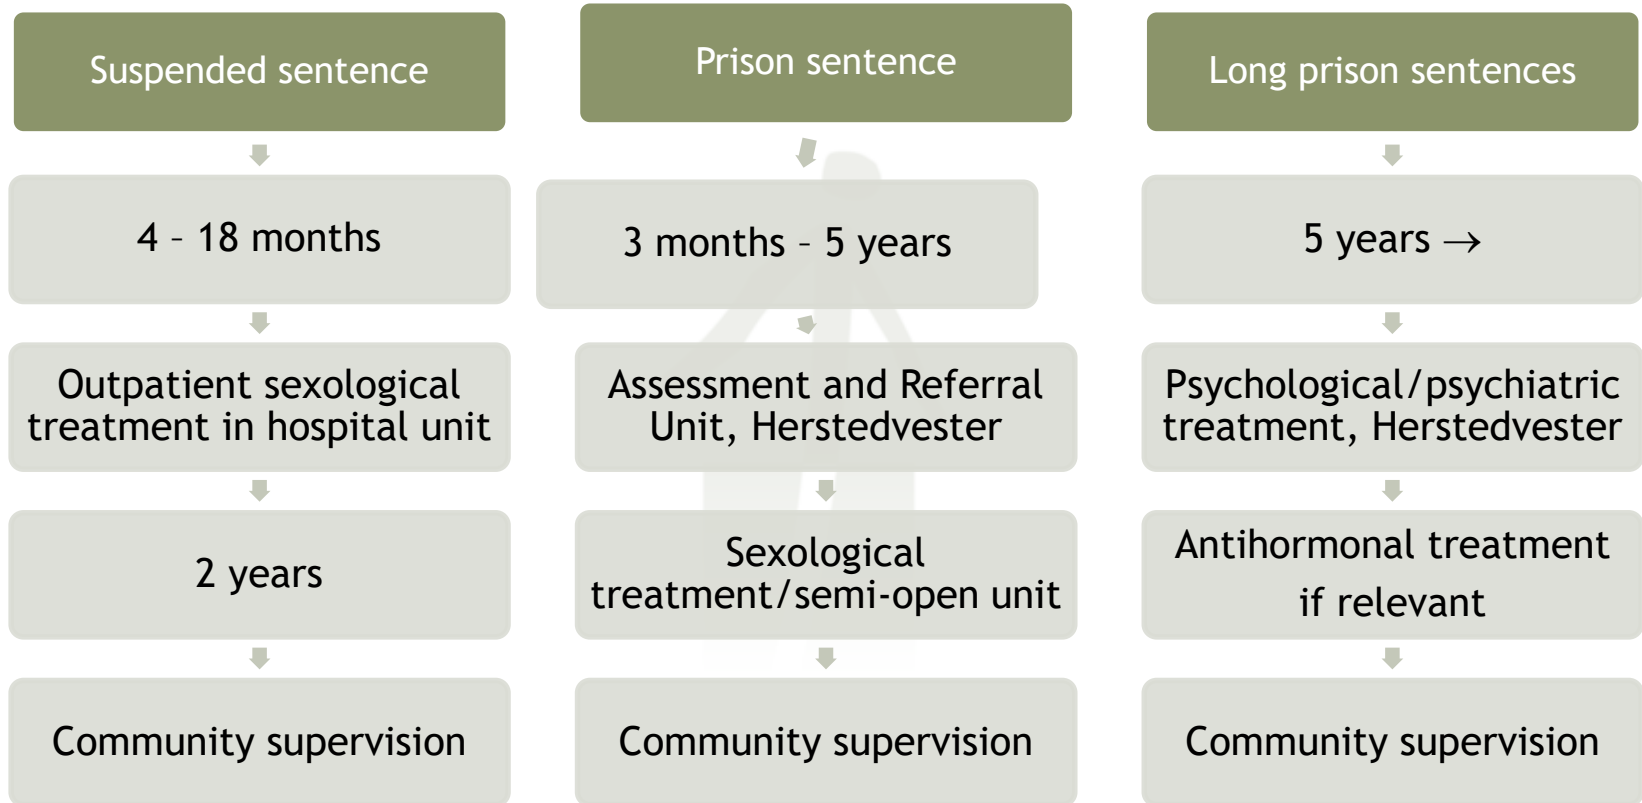 Suspended sentence
4 – 18 months
Outpatient sexological
treatment in hospital unit
2 years
Community supervision
Prison sentence
3 months – 5 years
Assessment and Referral
Unit, Herstedvester
Sexological
treatment/semi-open unit
Community supervision
Long prison sentences
5 years →
Psychological/psychiatric
treatment, Herstedvester
Antihormonal treatment
if relevant
Community supervision